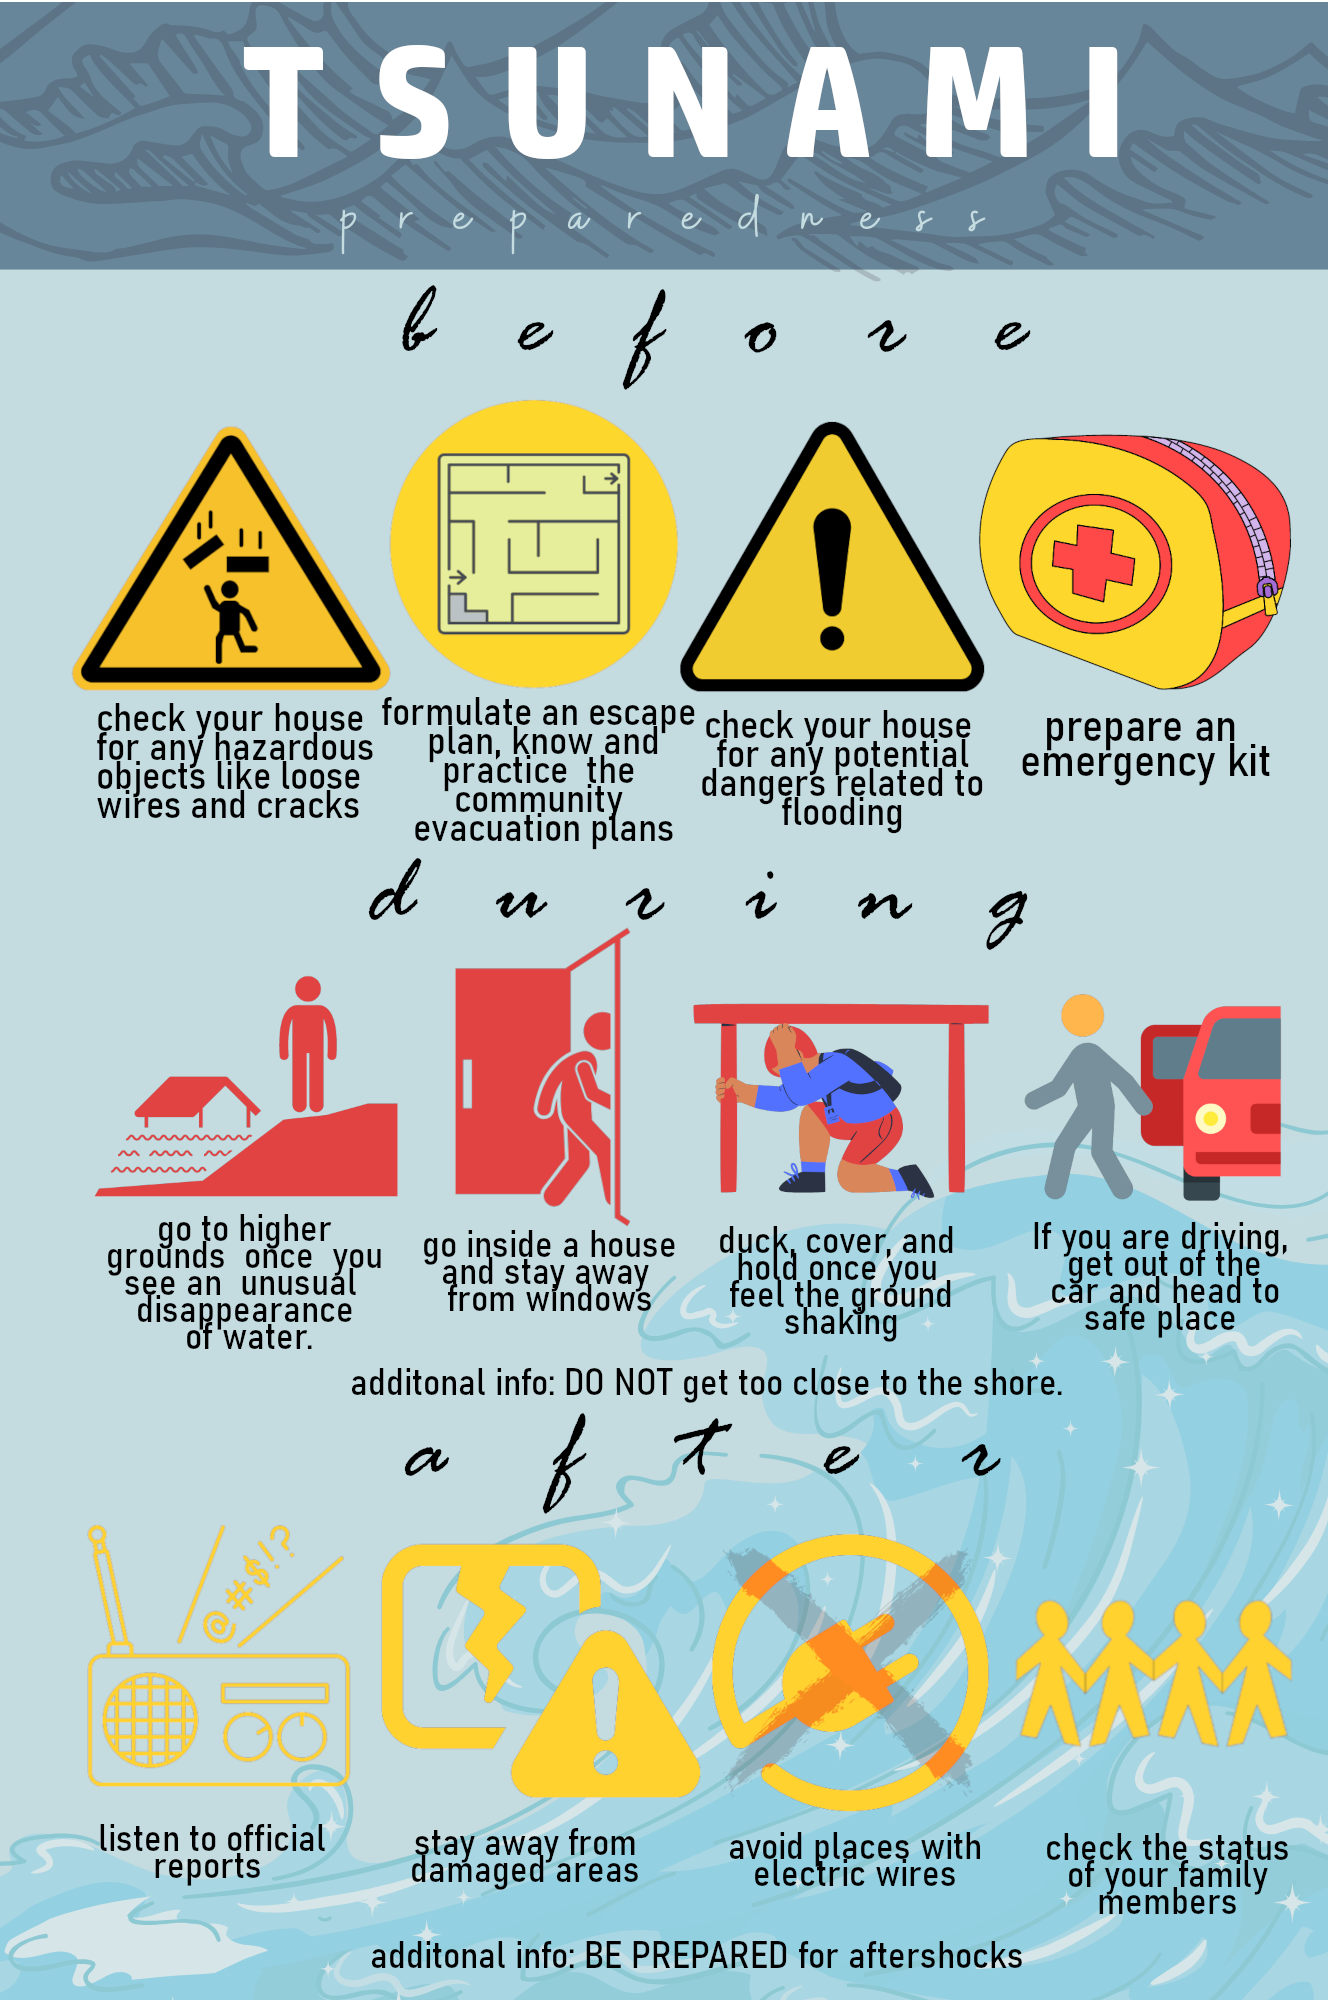 TSUNAMI
preparedness
before
check your house
for any hazardous
objects like loose
wires and cracks
formulate an escape
plan, know and
practice the
community
evacuation plans
check your house
for any potential
dangers related to
flooding
prepare an
emergency kit
during
go to higher
grounds once you
see an unusual
disappearance
of water.
go inside a house
and stay away
from windows
duck, cover, and
hold once you
feel the ground
shaking
If you are driving,
get out of the
car and head to
safe place
additonal info: DO NOT get too close to the shore.
after
@#$!?
listen to official
reports
stay away from
damaged areas
avoid places with
electric wires
check the status
of your family
members
additonal info: BE PREPARED for aftershocks